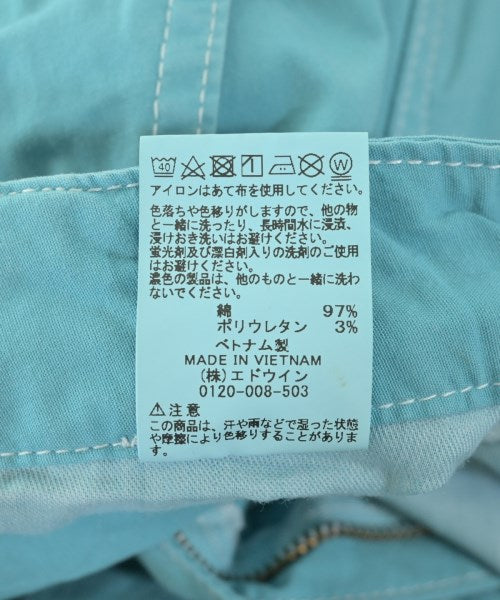 40 W
アイロンはあて布を使用してください。
色落ちや色移りがしますので、他の物
と一緒に洗ったり、長時間水に浸漬、
浸けおき洗いはお避けください。
蛍光剤及び漂白剤入りの洗剤のご使用
はお避けください。
濃色の製品は、他のものと一緒に洗わ
ないでください。
綿 97%
ポリウレタン 3%
ベトナム製
MADE IN VIETNAM
(株)エドウイン
0120-008-503
⚠注意
この商品は、汗や雨などで湿った状態
や摩擦により色移りすることがありま
す。